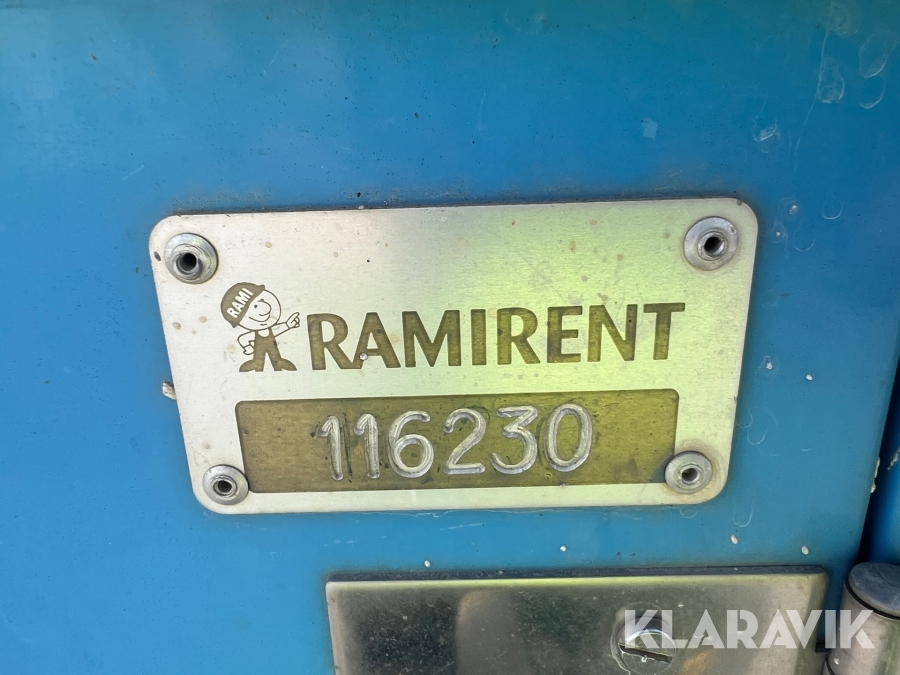 RAMI
RAMIRENT
116230
KLARAVIK